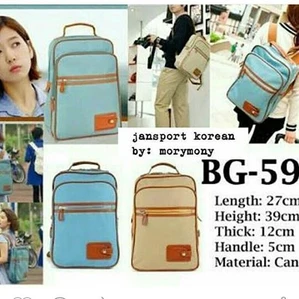 jansport korean
by: morymony
BG-59
Length: 27cm
Height: 39cm
Thick: 12cm
Handle: 5cm
Material: Can